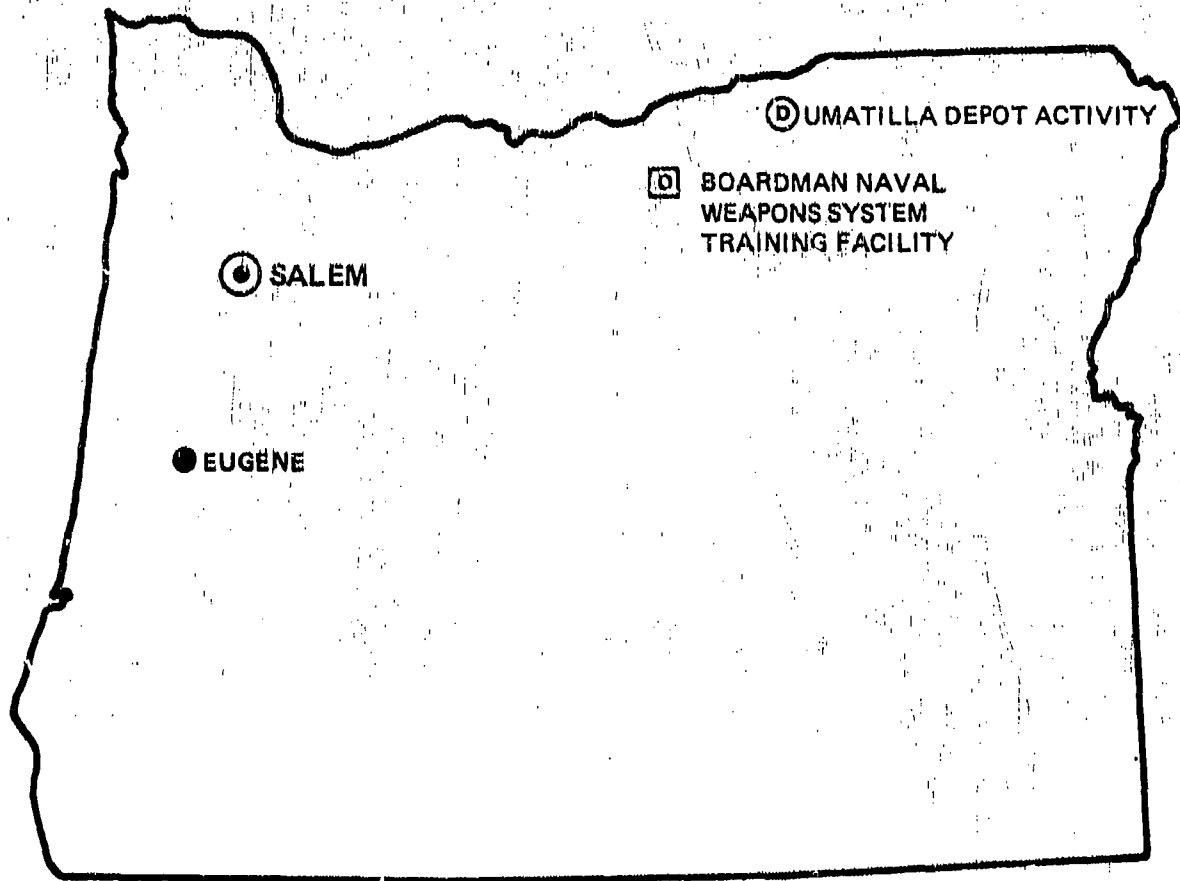 D UMATILLA DEPOT ACTIVITY
O BOARDMAN NAVAL
WEAPONS SYSTEM
TRAINING FACILITY
SALEM
EUGENE